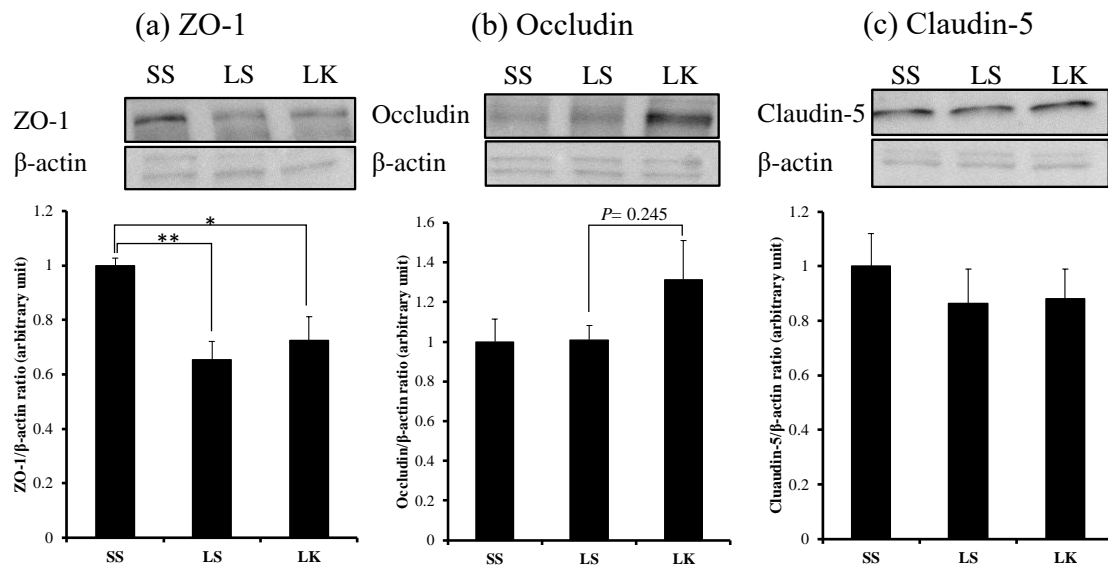 (a) ZO-1
SS LS LK
ZO-1
β-actin
ZO-1/β-actin ratio (arbitrary unit)
1.2
1
0.8
0.6
0.4
0.2
0
*
**
SS LS LK
(b) Occludin
SS LS LK
Occludin
β-actin
Occludin/β-actin ratio (arbitrary unit)
1.6
1.4
1.2
1
0.8
0.6
0.4
0.2
0
P= 0.245
SS LS LK
(c) Claudin-5
SS LS LK
Claudin-5
β-actin
Cluaudin-5/β-actin ratio (arbitrary unit)
1.2
1
0.8
0.6
0.4
0.2
0
SS LS LK